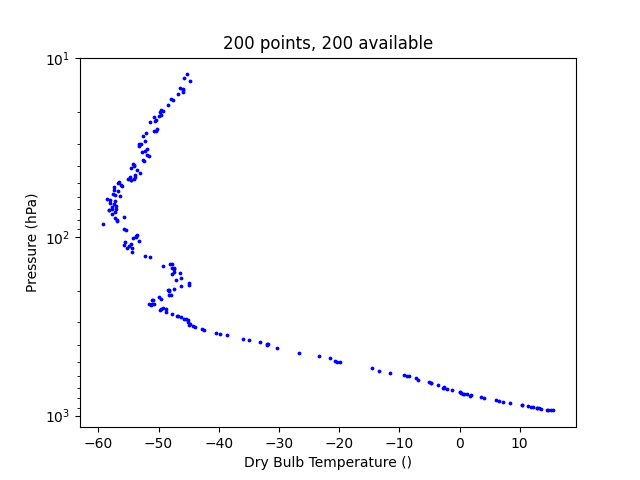 200 points, 200 available
10¹
10²
10³
Pressure (hPa)
−60 −50 −40 −30 −20 −10 0 10
Dry Bulb Temperature ()